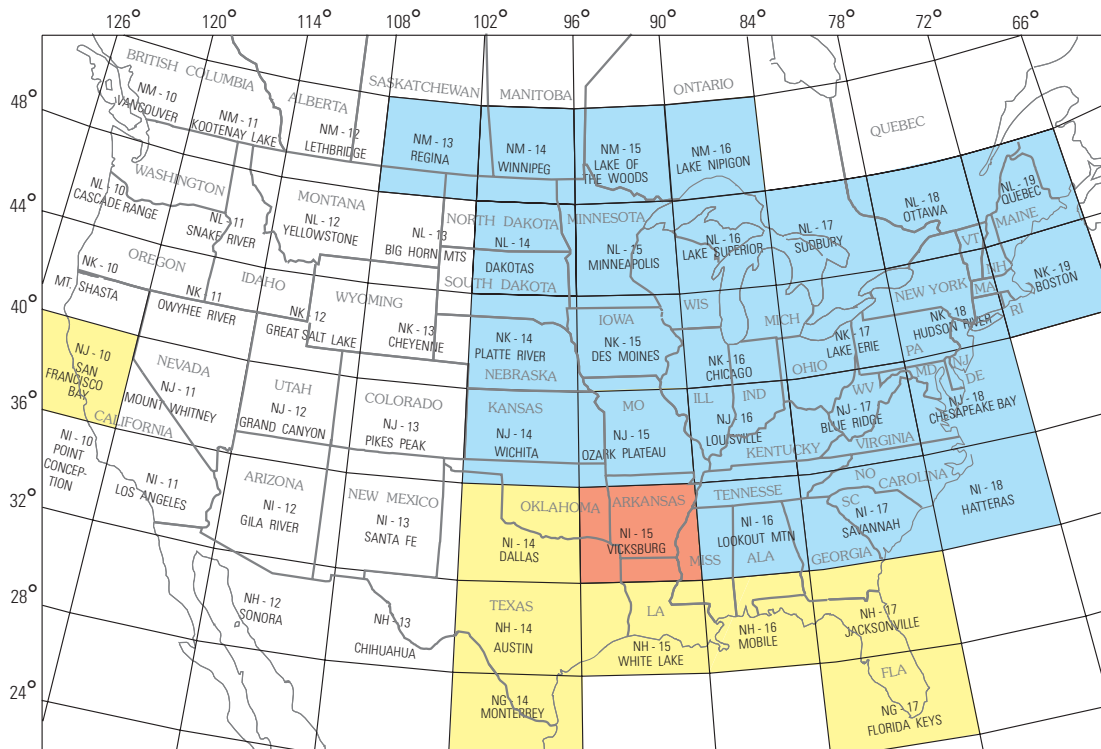 126° 120° 114° 108° 102° 96° 90° 84° 78° 72° 66°
48°
44°
40°
36°
32°
28°
24°
BRITISH COLUMBIA
ALBERTA
SASKATCHEWAN
MANITOBA
ONTARIO
QUEBEC
NM - 10
VANCOUVER
NM - 11
KOOTENAY LAKE
NM - 12
LETHBRIDGE
NM - 13
REGINA
NM - 14
WINNIPEG
NM - 15
LAKE OF
THE WOODS
NM - 16
LAKE NIPIGON
WASHINGTON
MONTANA
NORTH DAKOTA
MINNESOTA
VT
MAINE
NL - 10
CASCADE RANGE
NL - 11
SNAKE RIVER
NL - 12
YELLOWSTONE
NL - 13
BIG HORN MTS
NL - 14
DAKOTAS
NL - 15
MINNEAPOLIS
NL - 16
LAKE SUPERIOR
NL - 17
SUDBURY
NL - 18
OTTAWA
NL - 19
QUEBEC
OREGON
IDAHO
WYOMING
SOUTH DAKOTA
IOWA
WIS
MICH
NEW YORK
NH
MA
RI
NK - 10
MT. SHASTA
NK - 11
OWYHEE RIVER
NK - 12
GREAT SALT LAKE
NK - 13
CHEYENNE
NK - 14
PLATTE RIVER
NK - 15
DES MOINES
NK - 16
CHICAGO
NK - 17
LAKE ERIE
NK - 18
HUDSON RIVER
NK - 19
BOSTON
NEVADA
UTAH
COLORADO
NEBRASKA
KANSAS
MO
ILL
IND
OHIO
WV
PA
MD
NJ
DE
NJ - 10
SAN
FRANCISCO
BAY
NJ - 11
MOUNT WHITNEY
NJ - 12
GRAND CANYON
NJ - 13
PIKES PEAK
NJ - 14
WICHITA
NJ - 15
OZARK PLATEAU
NJ - 16
LOUISVILLE
NJ - 17
BLUE RIDGE
NJ - 18
CHESAPEAKE BAY
CALIFORNIA
ARIZONA
NEW MEXICO
OKLAHOMA
ARKANSAS
KENTUCKY
VIRGINIA
TENNESSE
NO CAROLINA
SC
NI - 10
POINT
CONCEP-
TION
NI - 11
LOS ANGELES
NI - 12
GILA RIVER
NI - 13
SANTA FE
NI - 14
DALLAS
NI - 15
VICKSBURG
NI - 16
LOOKOUT MTN
NI - 17
SAVANNAH
NI - 18
HATTERAS
MISS
ALA
GEORGIA
TEXAS
LA
FLA
NH - 12
SONORA
NH - 13
CHIHUAHUA
NH - 14
AUSTIN
NH - 15
WHITE LAKE
NH - 16
MOBILE
NH - 17
JACKSONVILLE
NG - 14
MONTERREY
NG - 17
FLORIDA KEYS